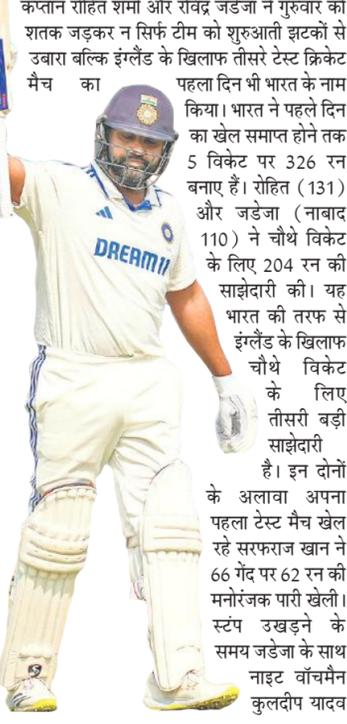 कप्तान रोहित शर्मा और रविंद्र जडेजा ने गुरुवार को
शतक जड़कर न सिर्फ टीम को शुरुआती झटकों से
उबारा बल्कि इंग्लैंड के खिलाफ तीसरे टेस्ट क्रिकेट
मैच का पहला दिन भी भारत के नाम
किया। भारत ने पहले दिन
का खेल समाप्त होने तक
5 विकेट पर 326 रन
बनाए हैं। रोहित (131)
और जडेजा (नाबाद
110) ने चौथे विकेट
के लिए 204 रन की
साझेदारी की। यह
भारत की तरफ से
इंग्लैंड के खिलाफ
चौथे विकेट
के लिए
तीसरी बड़ी
साझेदारी
है। इन दोनों
के अलावा अपना
पहला टेस्ट मैच खेल
रहे सरफराज खान ने
66 गेंद पर 62 रन की
मनोरंजक पारी खेली।
स्टंप उखड़ने के
समय जडेजा के साथ
नाइट वॉचमैन
कुलदीप यादव
DREAM11